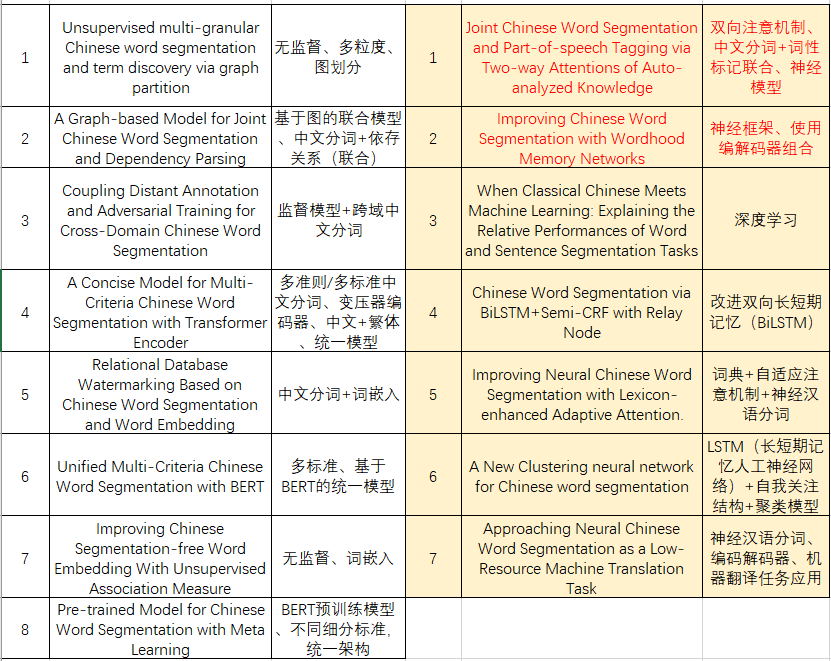 1
Unsupervised multi-granular
Chinese word segmentation
and term discovery via graph
partition
无监督、多粒度、
图划分
1
Joint Chinese Word Segmentation
and Part-of-speech Tagging via
Two-way Attentions of Auto-
analyzed Knowledge
双向注意机制、
中文分词+词性
标记联合、神经
模型
2
A Graph-based Model for Joint
Chinese Word Segmentation
and Dependency Parsing
基于图的联合模型
、中文分词+依存
关系（联合）
2
Improving Chinese Word
Segmentation with Wordhood
Memory Networks
神经框架、使用
编解码器组合
3
Coupling Distant Annotation
and Adversarial Training for
Cross-Domain Chinese Word
Segmentation
监督模型+跨域中
文分词
3
When Classical Chinese Meets
Machine Learning: Explaining the
Relative Performances of Word
and Sentence Segmentation Tasks
深度学习
4
A Concise Model for Multi-
Criteria Chinese Word
Segmentation with Transformer
Encoder
多准则/多标准中
文分词、变压器编
码器、中文+繁体
、统一模型
4
Chinese Word Segmentation via
BiLSTM+Semi-CRF with Relay
Node
改进双向长短期
记忆（BiLSTM）
5
Relational Database
Watermarking Based on
Chinese Word Segmentation
and Word Embedding
中文分词+词嵌入
5
Improving Neural Chinese Word
Segmentation with Lexicon-
enhanced Adaptive Attention.
词典+自适应注
意机制+神经汉
语分词
6
Unified Multi-Criteria Chinese
Word Segmentation with BERT
多标准、基于
BERT的统一模型
6
A New Clustering neural network
for Chinese word segmentation
LSTM（长短期记
忆人工神经网
络）+自我关注
结构+聚类模型
7
Improving Chinese
Segmentation-free Word
Embedding With Unsupervised
Association Measure
无监督、词嵌入
7
Approaching Neural Chinese
Word Segmentation as a Low-
Resource Machine Translation
Task
神经汉语分词、
编码解码器、机
器翻译任务应用
8
Pre-trained Model for Chinese
Word Segmentation with Meta
Learning
BERT预训练模型
、不同细分标准,
统一架构